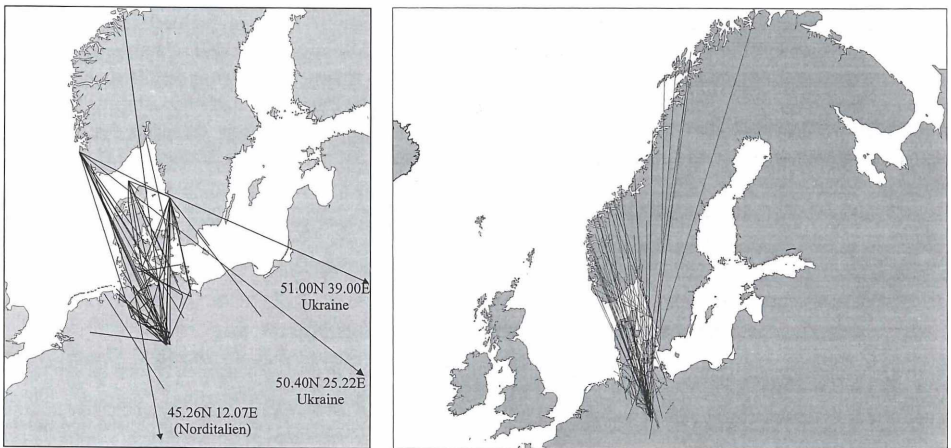 51.00N 39.00E
Ukraine
50.40N 25.22E
Ukraine
45.26N 12.07E
(Norditalien)